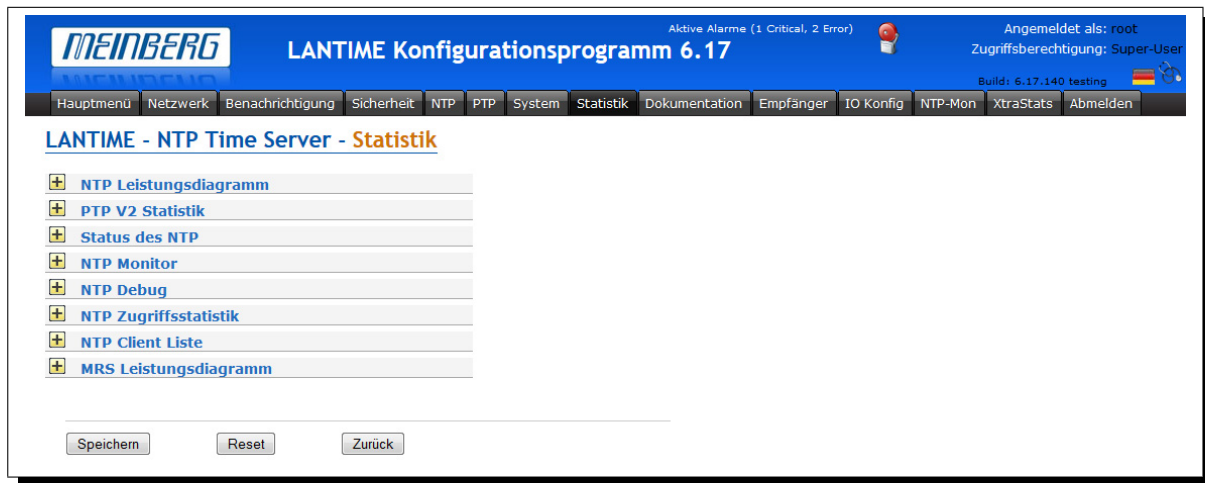 MEINBERG
LANTIME Konfigurationsprogramm 6.17
Aktive Alarme (1 Critical, 2 Error)
Angemeldet als: root
Zugriffsberechtigung: Super-User
Build: 6.17.140 testing
Hauptmenü Netzwerk Benachrichtigung Sicherheit NTP PTP System Statistik Dokumentation Empfänger IO Konfig NTP-Mon XtraStats Abmelden
LANTIME - NTP Time Server - Statistik
NTP Leistungsdiagramm
PTP V2 Statistik
Status des NTP
NTP Monitor
NTP Debug
NTP Zugriffsstatistik
NTP Client Liste
MRS Leistungsdiagramm
Speichern Reset Zurück